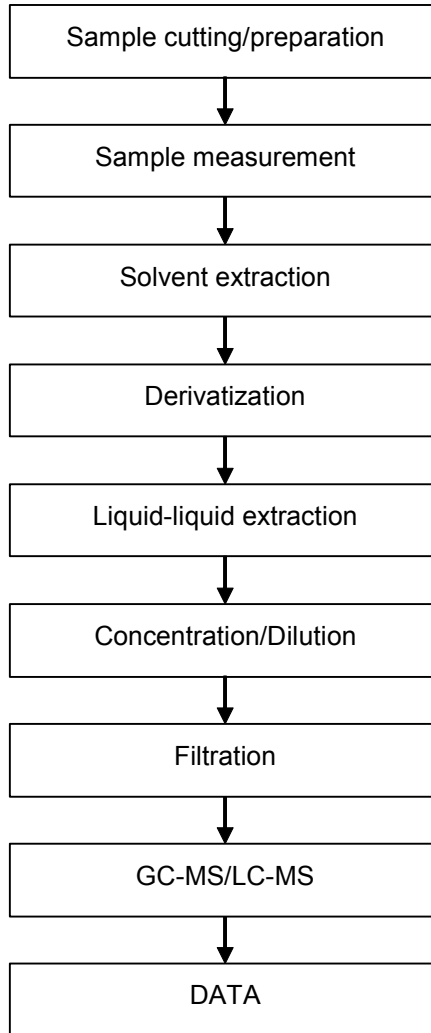 Sample cutting/preparation
Sample measurement
Solvent extraction
Derivatization
Liquid-liquid extraction
Concentration/Dilution
Filtration
GC-MS/LC-MS
DATA